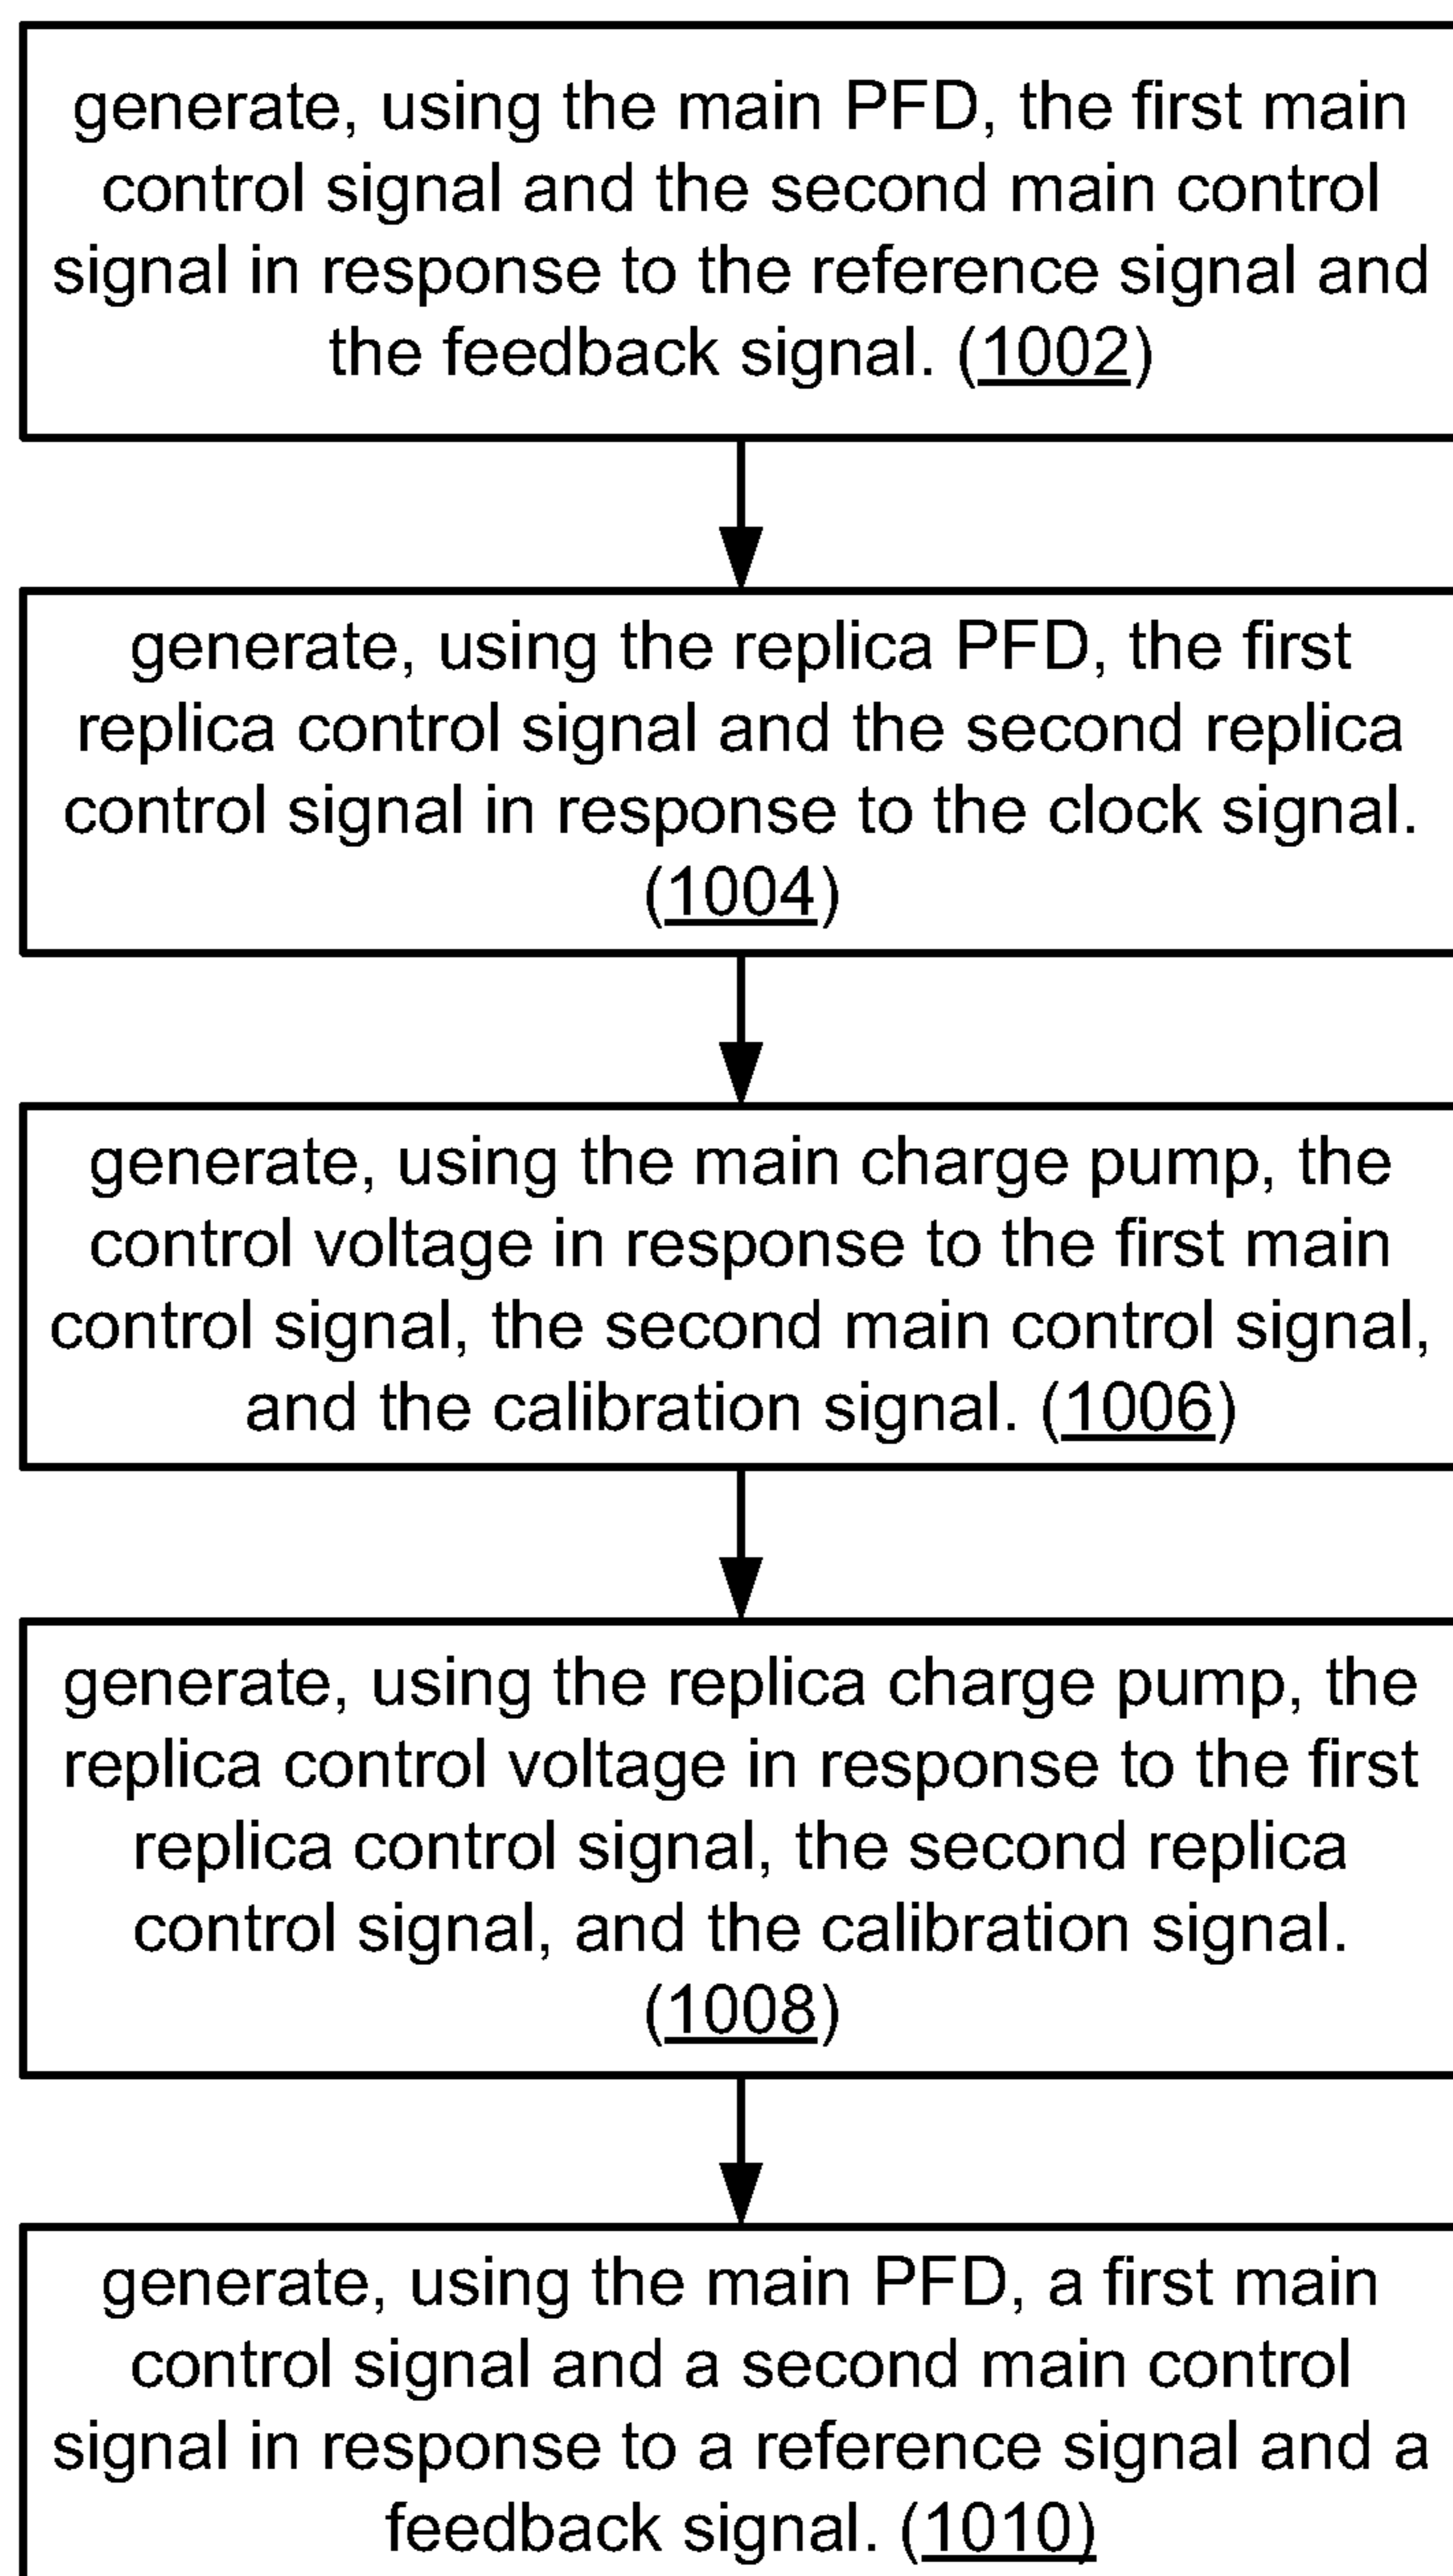 generate, using the main PFD, the first main
control signal and the second main control
signal in response to the reference signal and
the feedback signal. (1002)
generate, using the replica PFD, the first
replica control signal and the second replica
control signal in response to the clock signal.
(1004)
generate, using the main charge pump, the
control voltage in response to the first main
control signal, the second main control signal,
and the calibration signal. (1006)
generate, using the replica charge pump, the
replica control voltage in response to the first
replica control signal, the second replica
control signal, and the calibration signal.
(1008)
generate, using the main PFD, a first main
control signal and a second main control
signal in response to a reference signal and a
feedback signal. (1010)